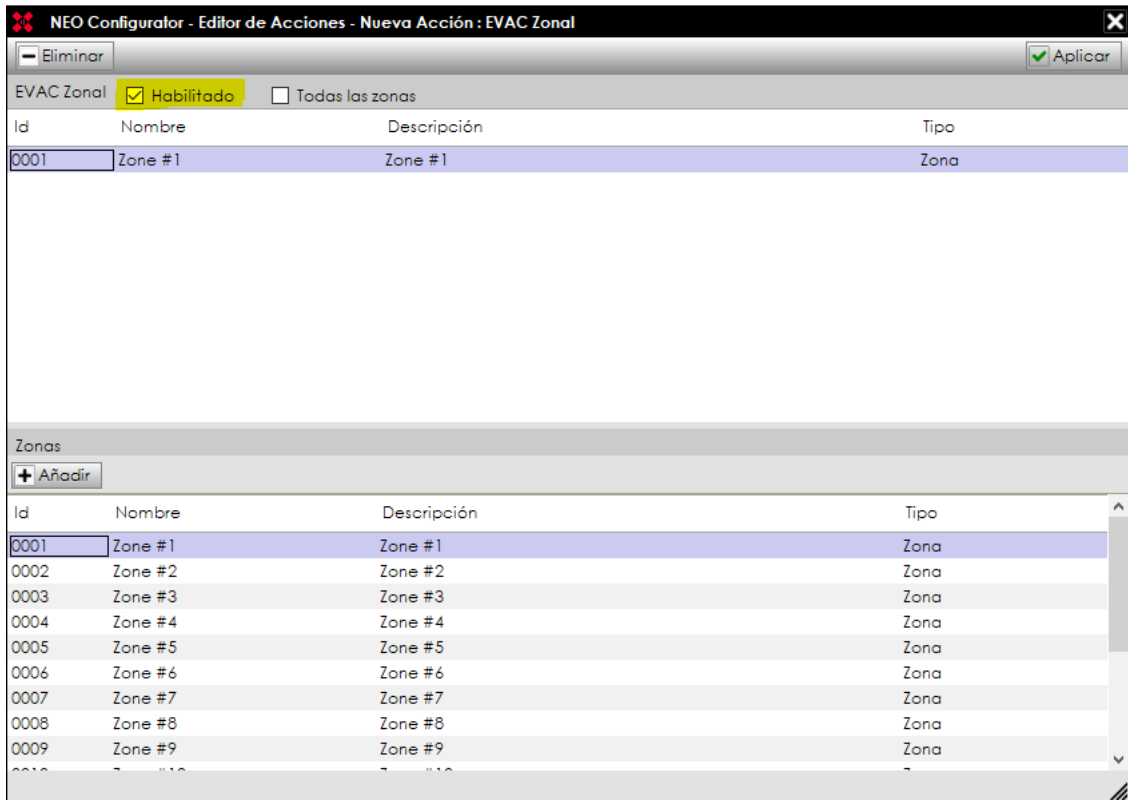 NEO Configurator - Editor de Acciones - Nueva Acción : EVAC Zonal
Eliminar Aplicar
EVAC Zonal Habilitado Todas las zonas
Id Nombre Descripción Tipo
0001 Zone #1 Zone #1 Zona
Zonas
Añadir
Id Nombre Descripción Tipo
0001 Zone #1 Zone #1 Zona
0002 Zone #2 Zone #2 Zona
0003 Zone #3 Zone #3 Zona
0004 Zone #4 Zone #4 Zona
0005 Zone #5 Zone #5 Zona
0006 Zone #6 Zone #6 Zona
0007 Zone #7 Zone #7 Zona
0008 Zone #8 Zone #8 Zona
0009 Zone #9 Zone #9 Zona